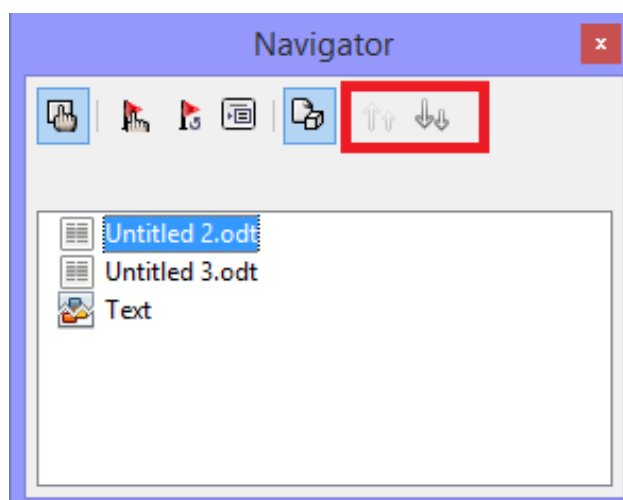 Navigator
x
Untitled 2.odt
Untitled 3.odt
Text